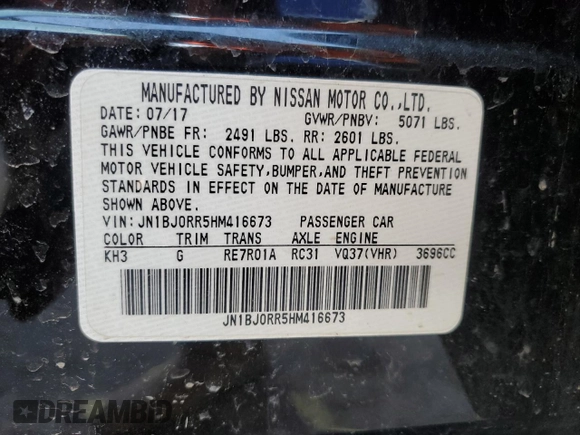 MANUFACTURED BY NISSAN MOTOR CO.,LTD.
DATE: 07/17 GVWR/PNBV: 5071 LBS.
GAWR/PNBE FR: 2491 LBS. RR: 2601 LBS.
THIS VEHICLE CONFORMS TO ALL APPLICABLE FEDERAL
MOTOR VEHICLE SAFETY,BUMPER,AND THEFT PREVENTION
STANDARDS IN EFFECT ON THE DATE OF MANUFACTURE
SHOWN ABOVE.
VIN: JN1BJ0RR5HM416673 PASSENGER CAR
COLOR TRIM TRANS AXLE ENGINE
KH3 G RE7R01A RC31 VQ37(VHR) 3696CC
JN1BJ0RR5HM416673
DREAMBID